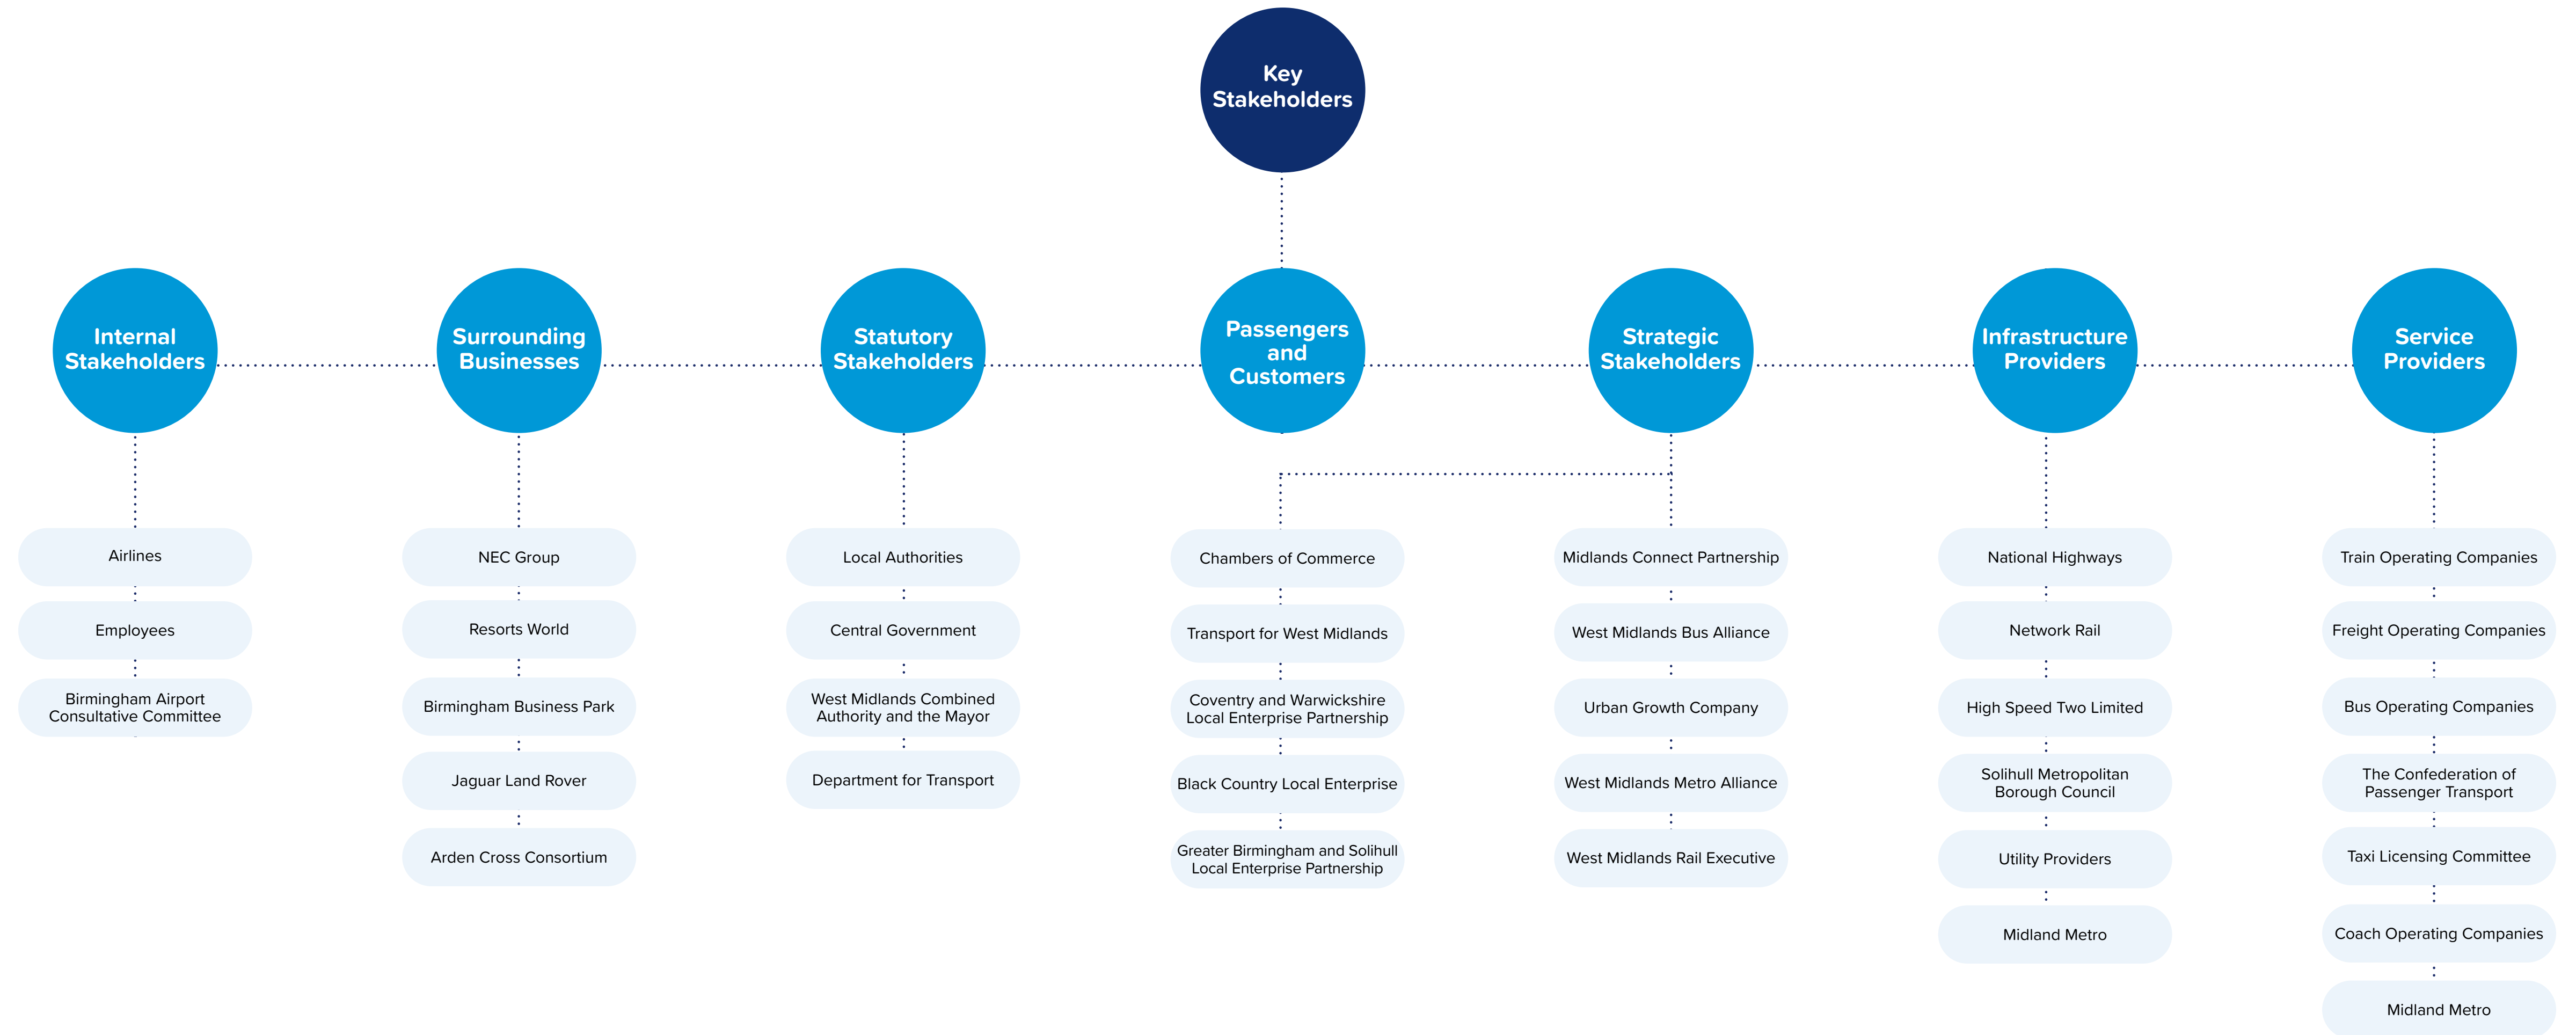 Key
Stakeholders
Internal
Stakeholders
Surrounding
Businesses
Statutory
Stakeholders
Passengers
and
Customers
Strategic
Stakeholders
Infrastructure
Providers
Service
Providers
Airlines
Employees
Birmingham Airport
Consultative Committee
NEC Group
Resorts World
Birmingham Business Park
Jaguar Land Rover
Arden Cross Consortium
Local Authorities
Central Government
West Midlands Combined
Authority and the Mayor
Department for Transport
Chambers of Commerce
Transport for West Midlands
Coventry and Warwickshire
Local Enterprise Partnership
Black Country Local Enterprise
Greater Birmingham and Solihull
Local Enterprise Partnership
Midlands Connect Partnership
West Midlands Bus Alliance
Urban Growth Company
West Midlands Metro Alliance
West Midlands Rail Executive
National Highways
Network Rail
High Speed Two Limited
Solihull Metropolitan
Borough Council
Utility Providers
Midland Metro
Train Operating Companies
Freight Operating Companies
Bus Operating Companies
The Confederation of
Passenger Transport
Taxi Licensing Committee
Coach Operating Companies
Midland Metro